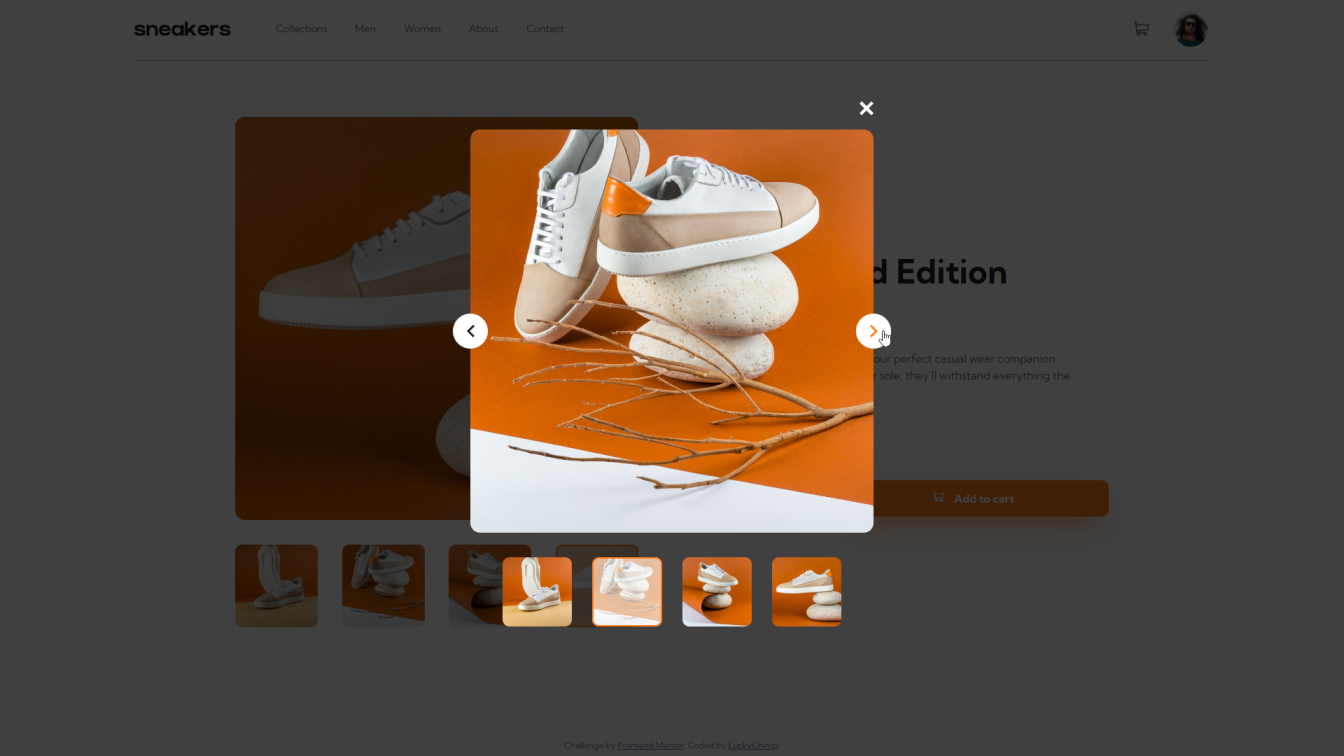 sneakers
Collections
Men
Women
About
Contact
d Edition
our perfect casual wear companion.
r sole, they'll withstand everything the
Add to cart
Challenge by Frontend Mentor. Coded by LuckyChimp.